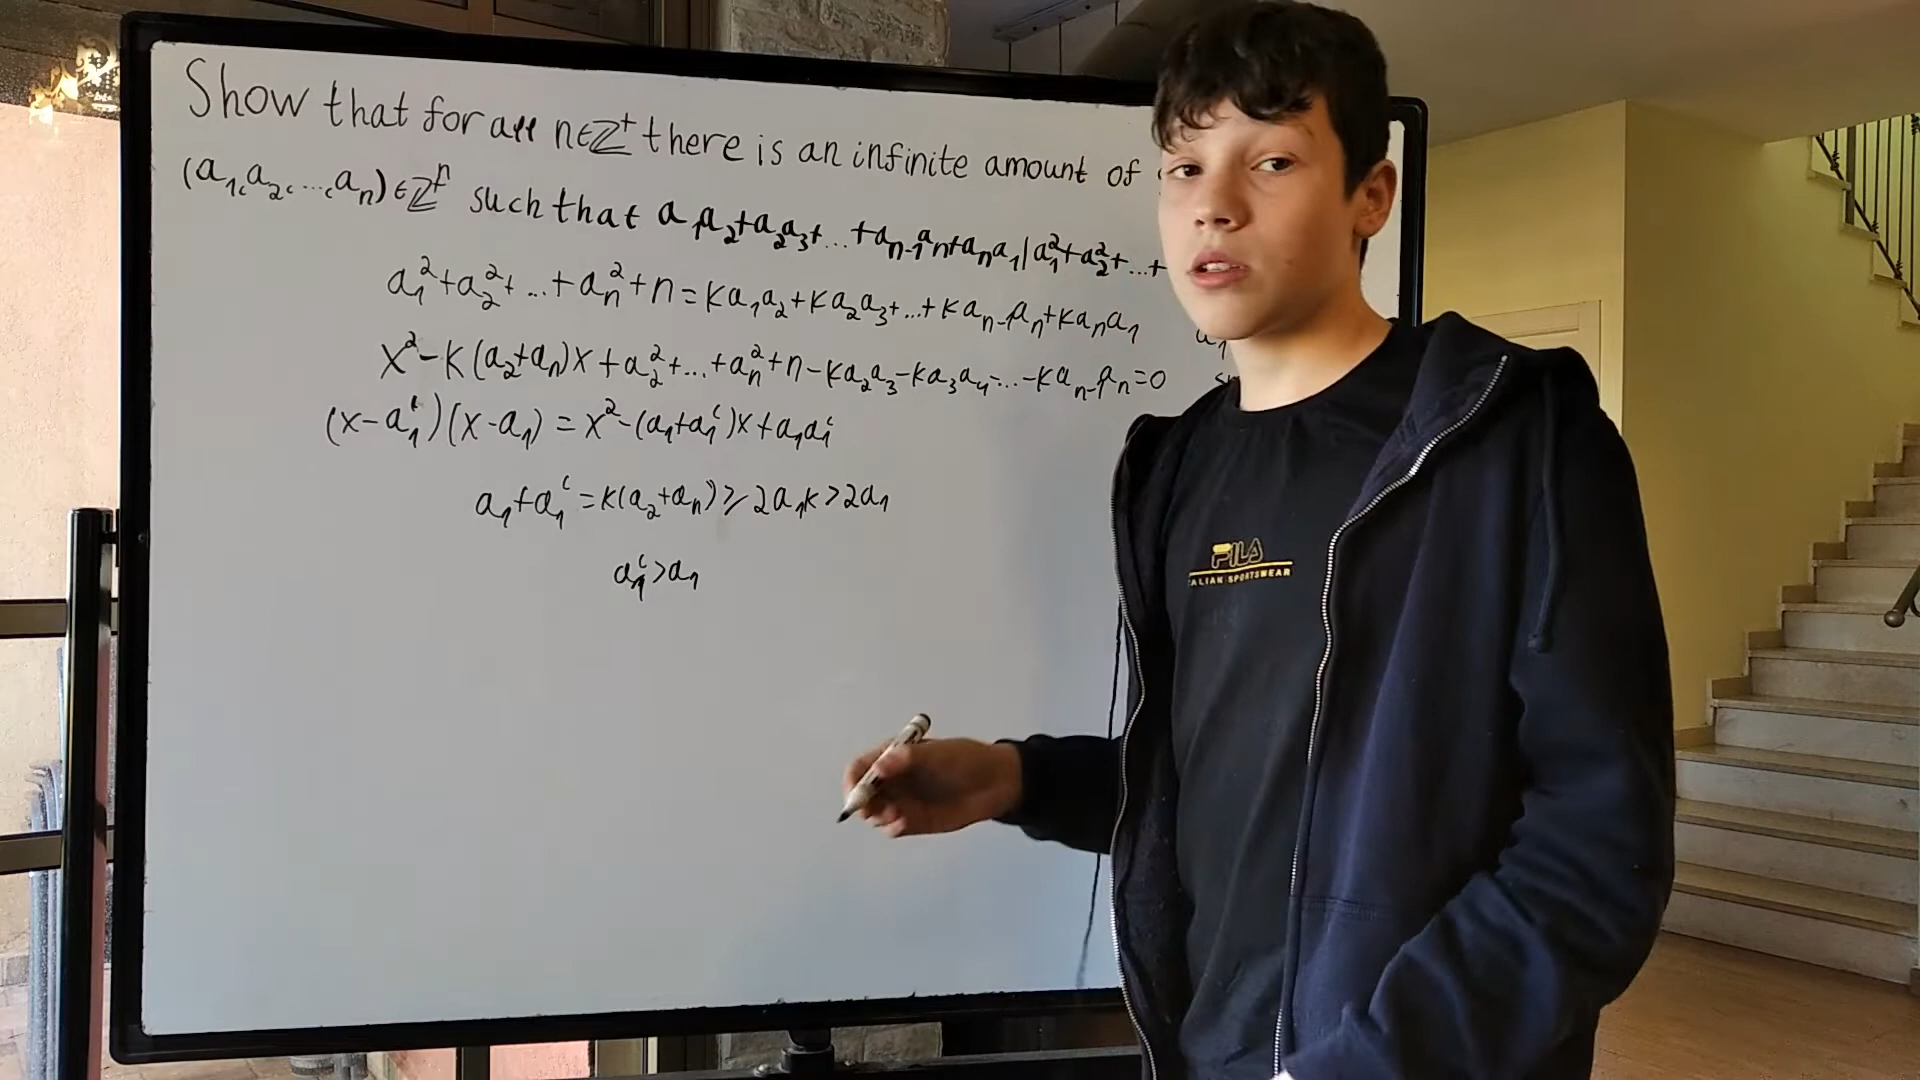 Show that for all n∈ℤ⁺ there is an infinite amount of
(a₁, a₂, ..., aₙ)∈ℤⁿ such that a₁a₂+a₂a₃+...+aₙ₋₁aₙ+aₙa₁|a₁²+a₂²+...+
a₁²+a₂²+...+aₙ²+n=ka₁a₂+ka₂a₃+...+kaₙ₋₁aₙ+kaₙa₁
a₁
x²-k(a₂+aₙ)x+a₂²+...+aₙ²+n-ka₂a₃-ka₃a₄-...-kaₙ₋₁aₙ=0
(x-a₁')(x-a₁)=x²-(a₁+a₁')x+a₁a₁'
a₁+a₁'=k(a₂+aₙ)≥2a₁k>2a₁
a₁'>a₁
FILA
ITALIAN SPORTSWEAR